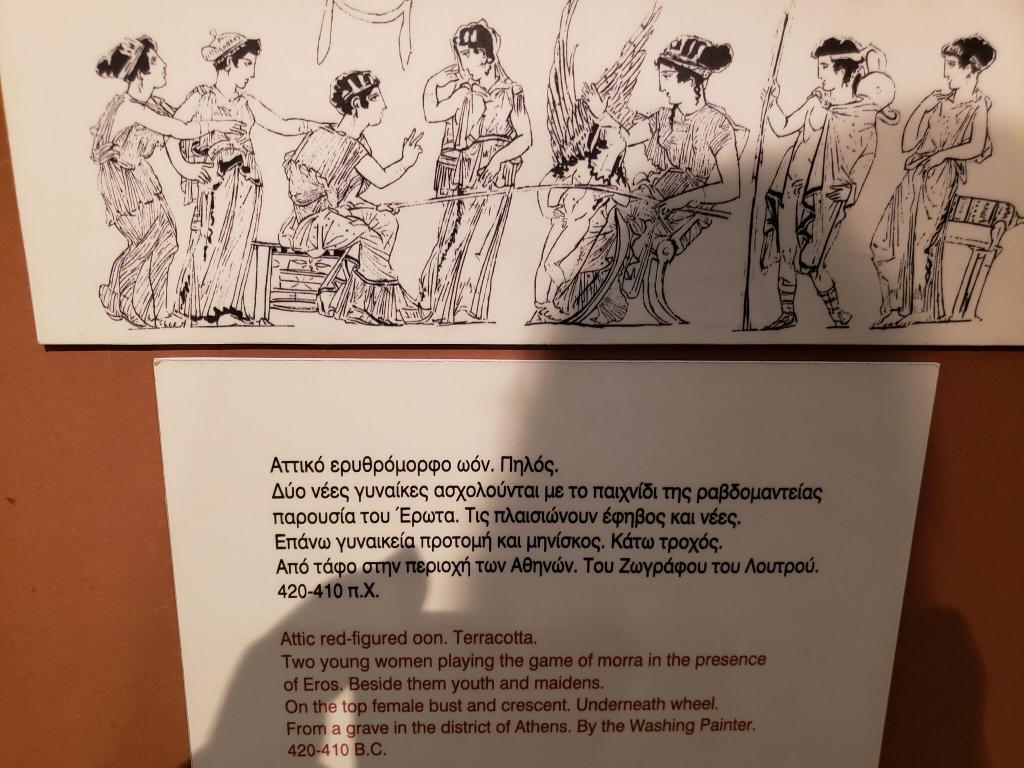 Αττικό ερυθρόμορφο ωόν. Πηλός.
Δύο νέες γυναίκες ασχολούνται με το παιχνίδι της ραβδομαντείας
παρουσία του Έρωτα. Τις πλαισιώνουν έφηβος και νέες.
Επάνω γυναικεία προτομή και μηνίσκος. Κάτω τροχός.
Από τάφο στην περιοχή των Αθηνών. Του Ζωγράφου του Λουτρού.
420-410 π.Χ.
Attic red-figured oon. Terracotta.
Two young women playing the game of morra in the presence
of Eros. Beside them youth and maidens.
On the top female bust and crescent. Underneath wheel.
From a grave in the district of Athens. By the Washing Painter.
420-410 B.C.